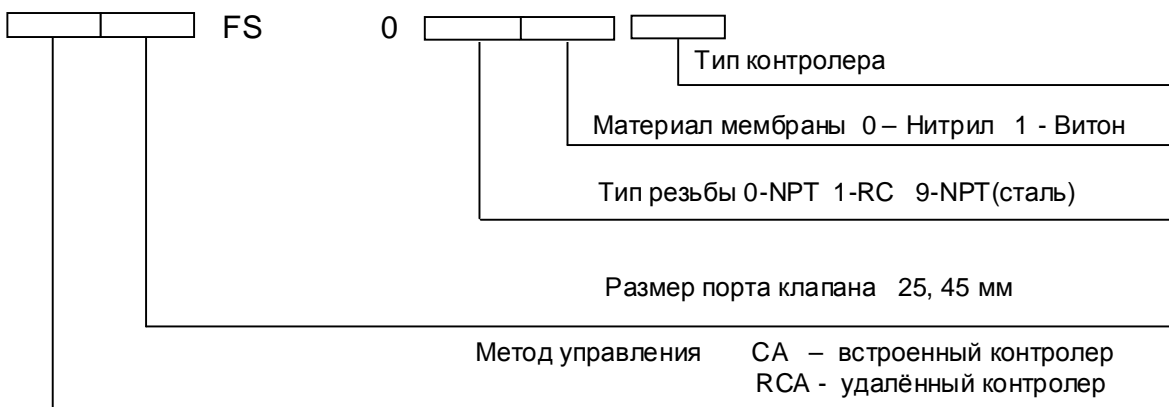 FS 0
Тип контролера
Материал мембраны 0 – Нитрил 1 - Витон
Тип резьбы 0-NPT 1-RC 9-NPT(сталь)
Размер порта клапана 25, 45 мм
Метод управления CA – встроенный контролер
RCA - удалённый контролер